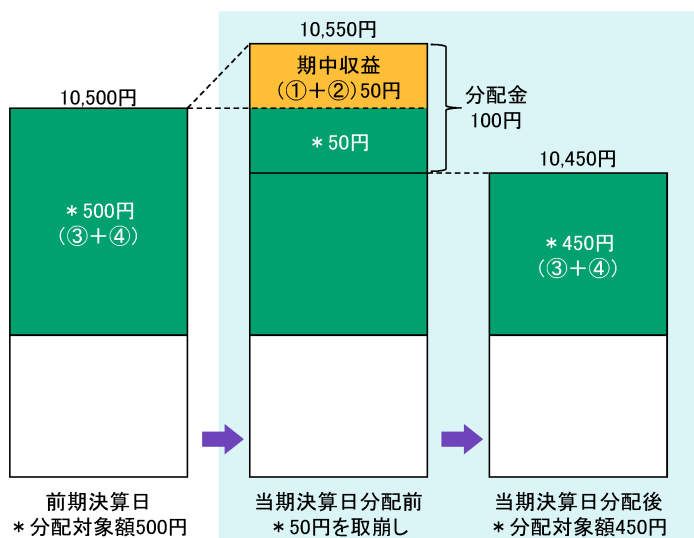 10,500円
＊500円
(③＋④)
前期決算日
＊分配対象額500円
10,550円
期中収益
(①＋②)50円
＊50円
分配金
100円
当期決算日分配前
＊50円を取崩し
10,450円
＊450円
(③＋④)
当期決算日分配後
＊分配対象額450円